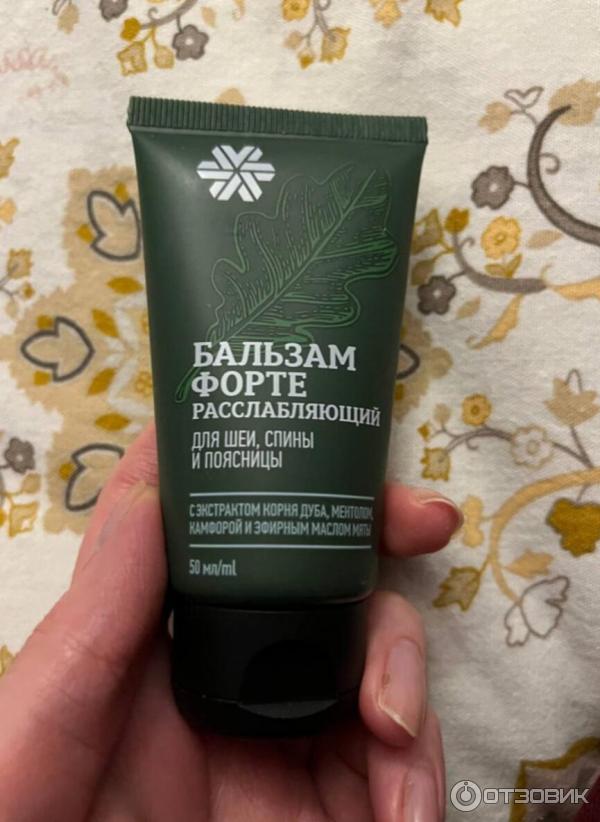 БАЛЬЗАМ
ФОРТЕ
РАССЛАБЛЯЮЩИЙ
ДЛЯ ШЕИ, СПИНЫ
И ПОЯСНИЦЫ
С ЭКСТРАКТОМ КОРНЯ ДУБА, МЕНТОЛОМ,
КАМФОРОЙ И ЭФИРНЫМ МАСЛОМ МЯТЫ
50 мл/ml
ОТЗОВИК